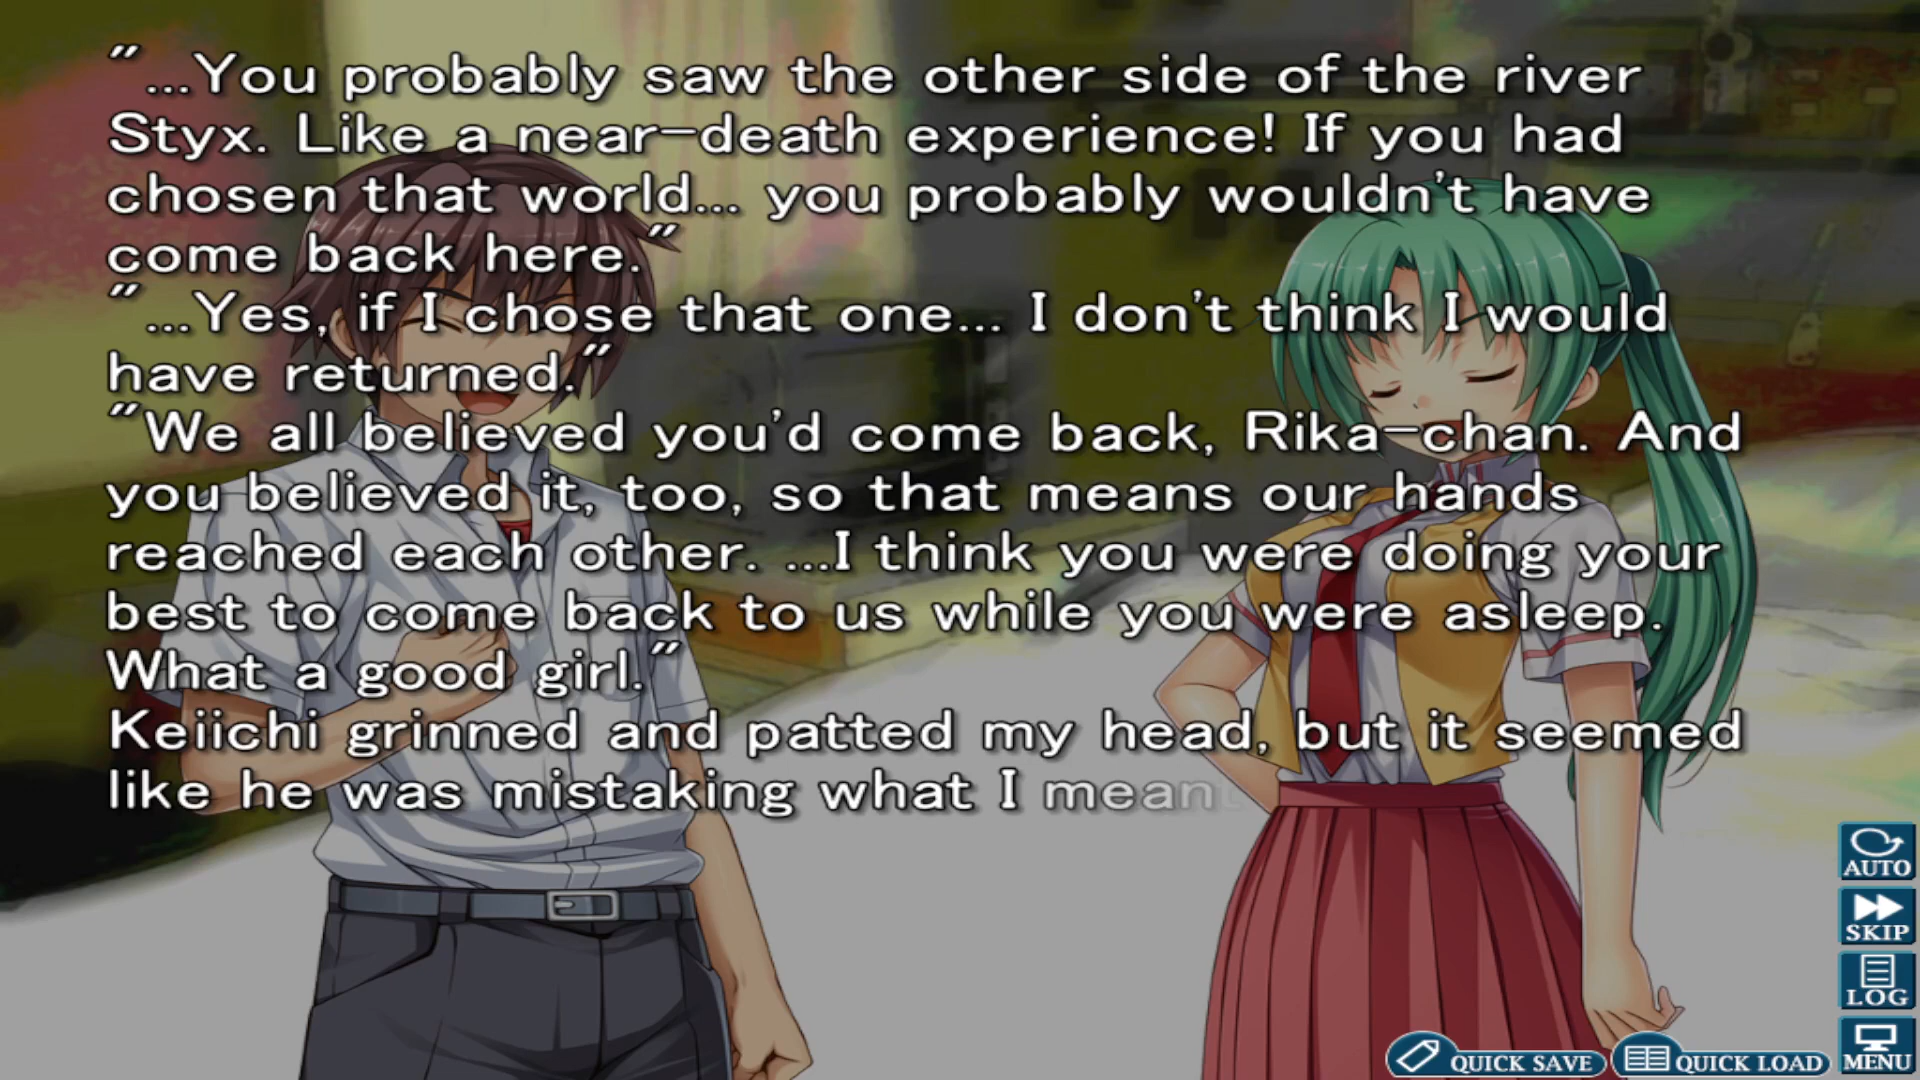 "...You probably saw the other side of the river
Styx. Like a near-death experience! If you had
chosen that world... you probably wouldn't have
come back here."
"...Yes, if I chose that one... I don't think I would
have returned."
"We all believed you'd come back, Rika-chan. And
you believed it, too, so that means our hands
reached each other. ...I think you were doing your
best to come back to us while you were asleep.
What a good girl."
Keiichi grinned and patted my head, but it seemed
like he was mistaking what I meant
AUTO
SKIP
LOG
MENU
QUICK SAVE
QUICK LOAD